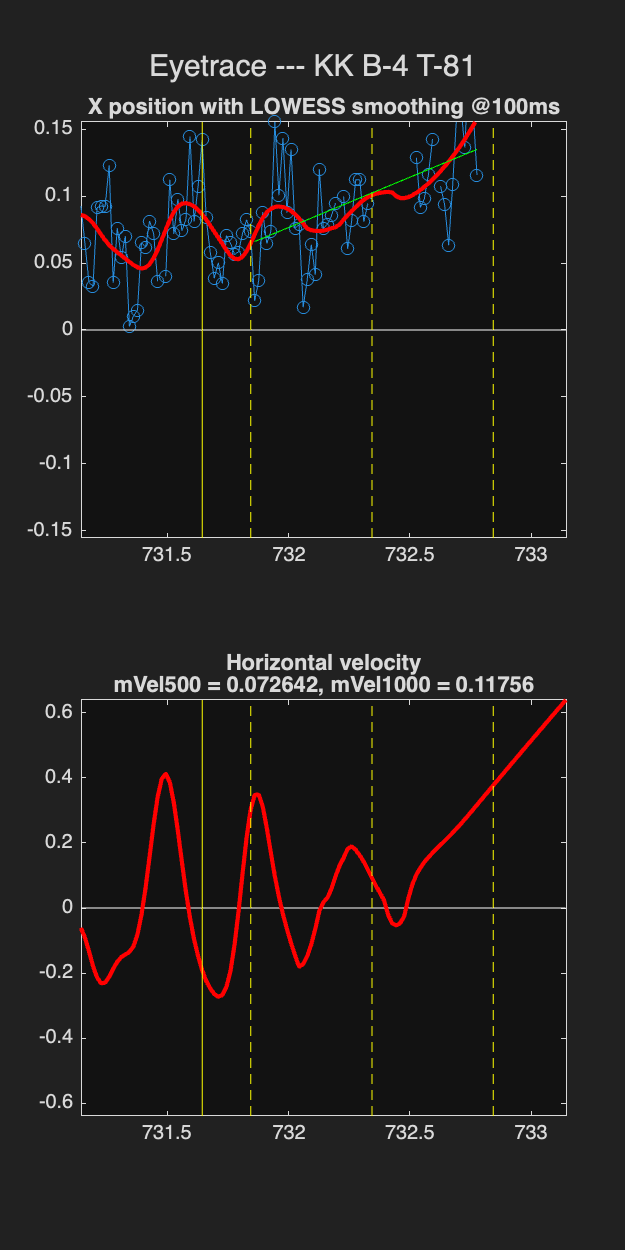 Eyetrace --- KK B-4 T-81
X position with LOWESS smoothing @100ms
0.15
0.1
0.05
0
-0.05
-0.1
-0.15
731.5 732 732.5 733
Horizontal velocity
mVel500 = 0.072642, mVel1000 = 0.11756
0.6
0.4
0.2
0
-0.2
-0.4
-0.6
731.5 732 732.5 733